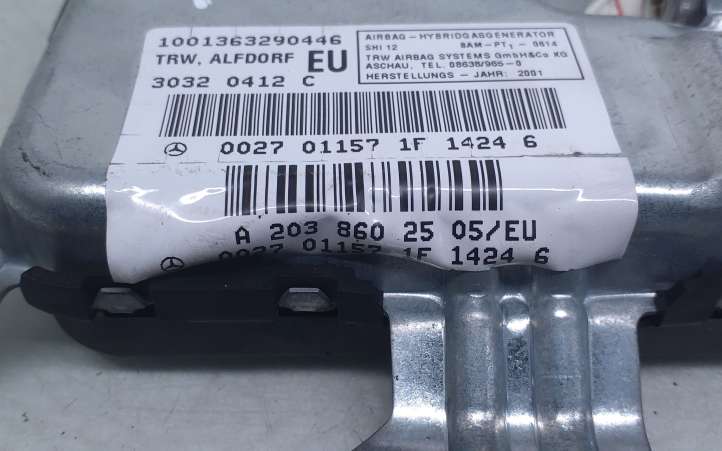 1001363290446
TRW, ALFDORF EU
3032 0412 C
AIRBAG - HYBRIDGASGENERATOR
SHI 12 BAM-PT1 - 0814
TRW AIRBAG SYSTEMS GmbH&Co KG
ASCHAU, TEL. 08638/966-0
HERSTELLUNGS - JAHR: 2001
0027 01157 1F 1424 6
A 203 860 25 05/EU
0027 01157 1F 1424 6